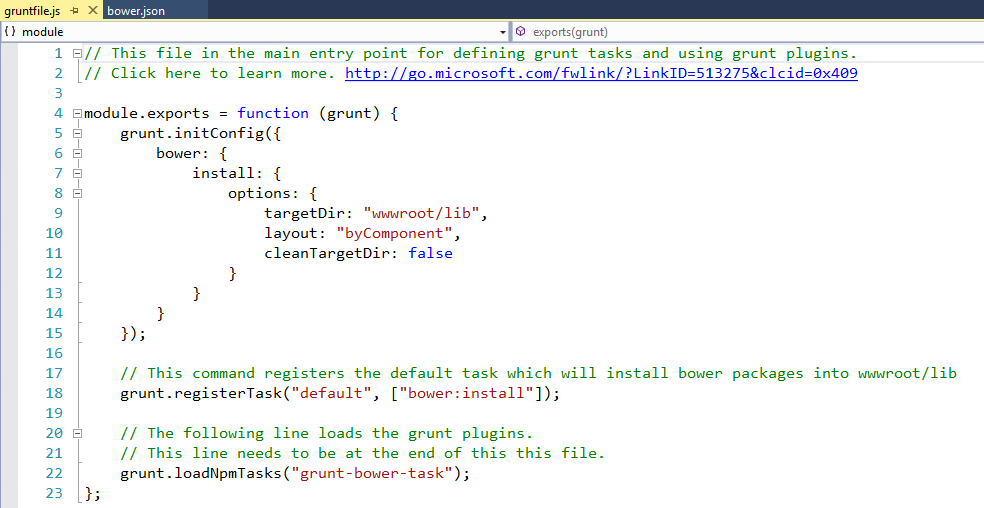 gruntfile.js bower.json
{} module exports(grunt)
1 // This file in the main entry point for defining grunt tasks and using grunt plugins.
2 // Click here to learn more. http://go.microsoft.com/fwlink/?LinkID=513275&clcid=0x409
3
4 module.exports = function (grunt) {
5     grunt.initConfig({
6         bower: {
7             install: {
8                 options: {
9                     targetDir: "wwwroot/lib",
10                     layout: "byComponent",
11                     cleanTargetDir: false
12                 }
13             }
14         }
15     });
16
17     // This command registers the default task which will install bower packages into wwwroot/lib
18     grunt.registerTask("default", ["bower:install"]);
19
20     // The following line loads the grunt plugins.
21     // This line needs to be at the end of this this file.
22     grunt.loadNpmTasks("grunt-bower-task");
23 };